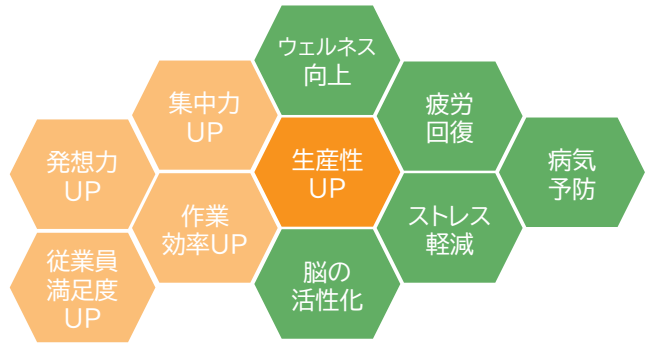 ウェルネス
向上
集中力
UP
疲労
回復
発想力
UP
生産性
UP
病気
予防
作業
効率UP
ストレス
軽減
従業員
満足度
UP
脳の
活性化